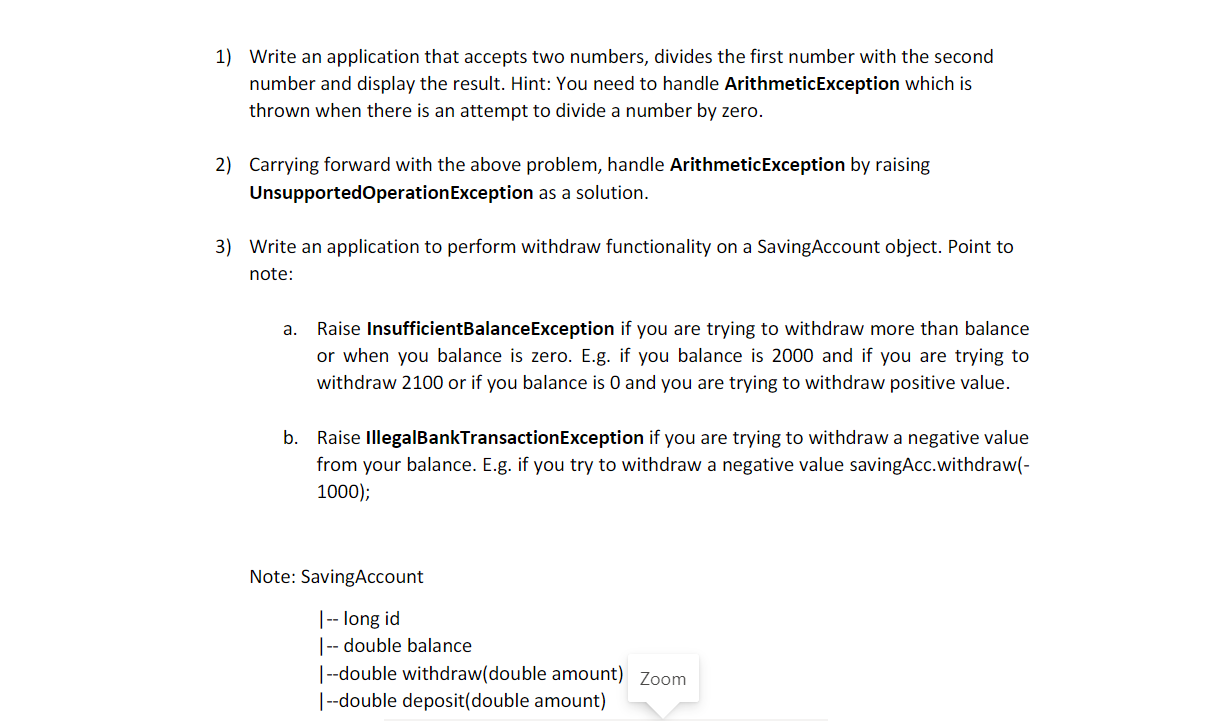 1) Write an application that accepts two numbers, divides the first number with the second
number and display the result. Hint: You need to handle ArithmeticException which is
thrown when there is an attempt to divide a number by zero.
2) Carrying forward with the above problem, handle ArithmeticException by raising
UnsupportedOperationException as a solution.
3) Write an application to perform withdraw functionality on a SavingAccount object. Point to
note:
a. Raise InsufficientBalanceException if you are trying to withdraw more than balance
or when you balance is zero. E.g. if you balance is 2000 and if you are trying to
withdraw 2100 or if you balance is 0 and you are trying to withdraw positive value.
b. Raise IllegalBankTransactionException if you are trying to withdraw a negative value
from your balance. E.g. if you try to withdraw a negative value savingAcc.withdraw(-
1000);
Note: SavingAccount
|-- long id
|-- double balance
|--double withdraw(double amount)
|--double deposit(double amount)
Zoom